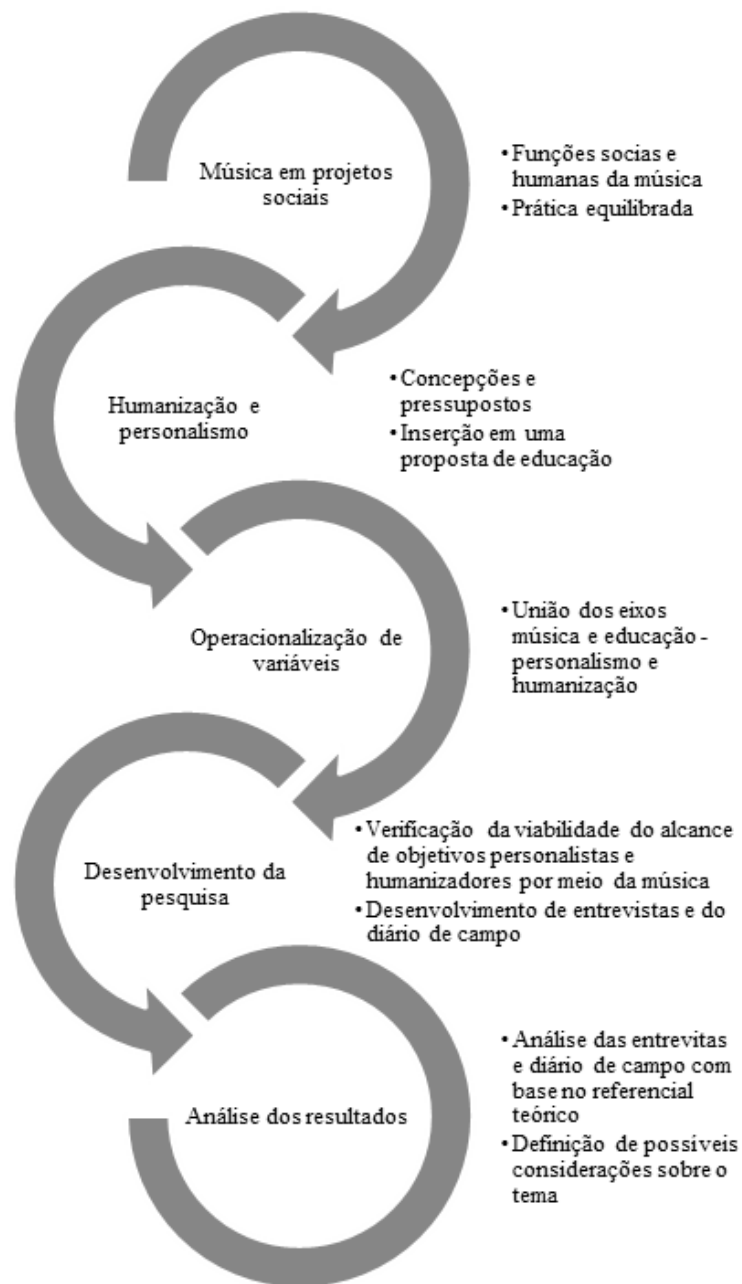 Música em projetos
sociais
• Funções socias e
humanas da música
• Prática equilibrada
Humanização e
personalismo
• Concepções e
pressupostos
• Inserção em uma
proposta de educação
Operacionalização de
variáveis
• União dos eixos
música e educação -
personalismo e
humanização
Desenvolvimento da
pesquisa
• Verificação da viabilidade do alcance
de objetivos personalistas e
humanizadores por meio da música
• Desenvolvimento de entrevistas e do
diário de campo
Análise dos resultados
• Análise das entrevitas
e diário de campo com
base no referencial
teórico
• Definição de possíveis
considerações sobre o
tema